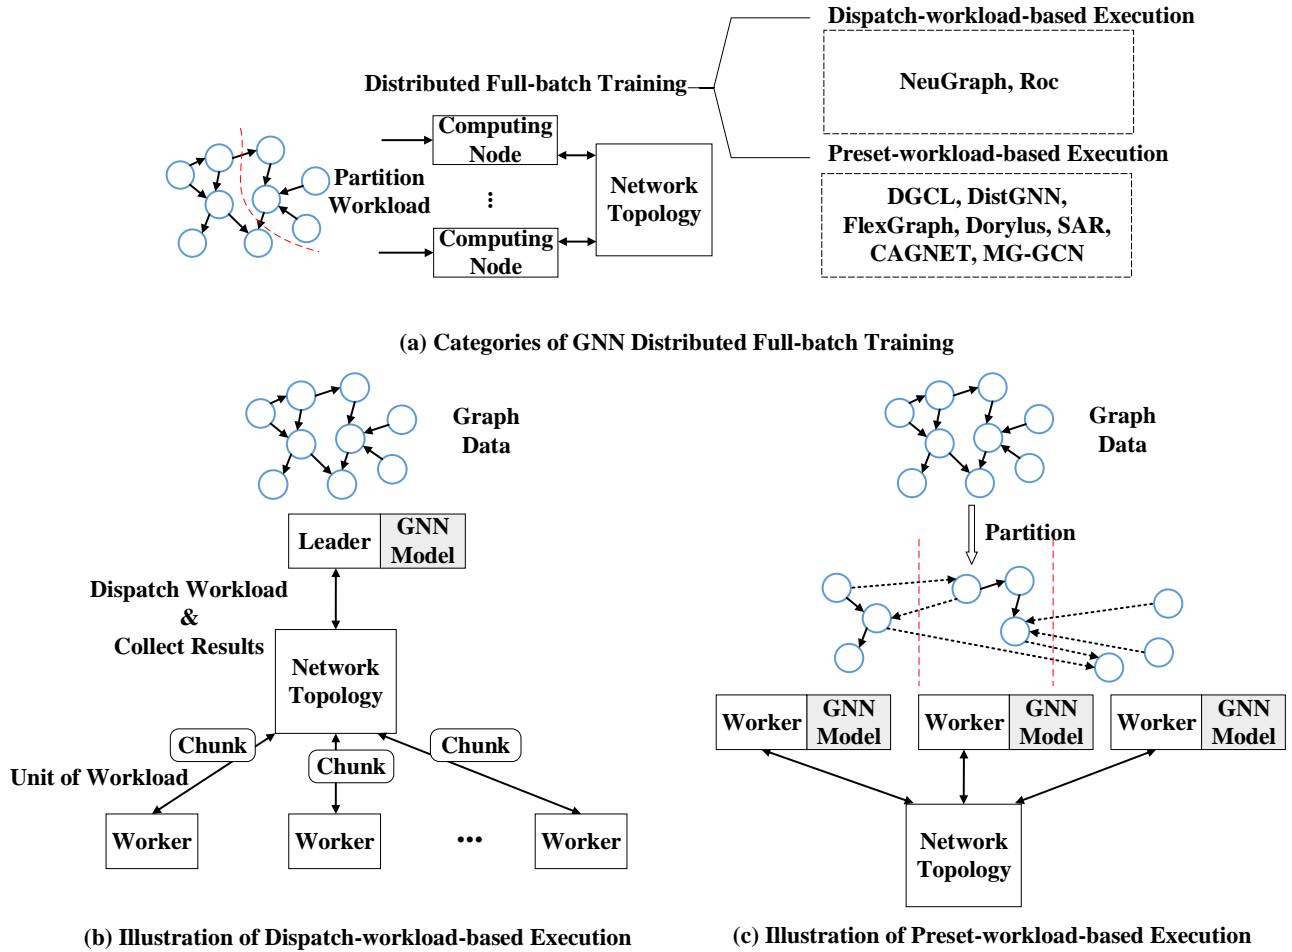 Dispatch-workload-based Execution
NeuGraph, Roc
Distributed Full-batch Training
Preset-workload-based Execution
DGCL, DistGNN,
FlexGraph, Dorylus, SAR,
CAGNET, MG-GCN
Partition
Workload
Computing
Node
...
Computing
Node
Network
Topology
(a) Categories of GNN Distributed Full-batch Training
Graph
Data
Leader
GNN
Model
Dispatch Workload
&
Collect Results
Network
Topology
Chunk
Chunk
Chunk
Unit of Workload
Worker
Worker
...
Worker
(b) Illustration of Dispatch-workload-based Execution
Graph
Data
Partition
Worker
GNN
Model
Worker
GNN
Model
Worker
GNN
Model
Network
Topology
(c) Illustration of Preset-workload-based Execution